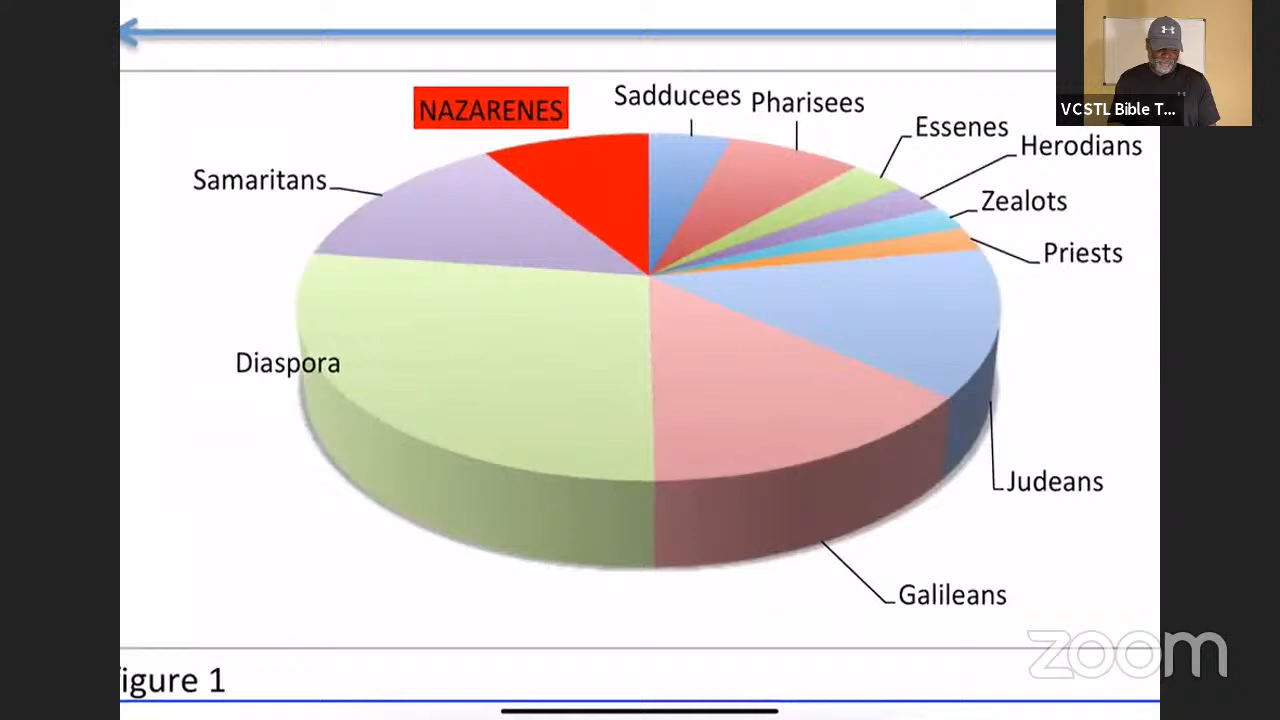 NAZARENES
Sadducees
Pharisees
Essenes
Herodians
Samaritans
Zealots
Priests
Diaspora
Judeans
Galileans
igure 1
VCSTL Bible T...
zoom